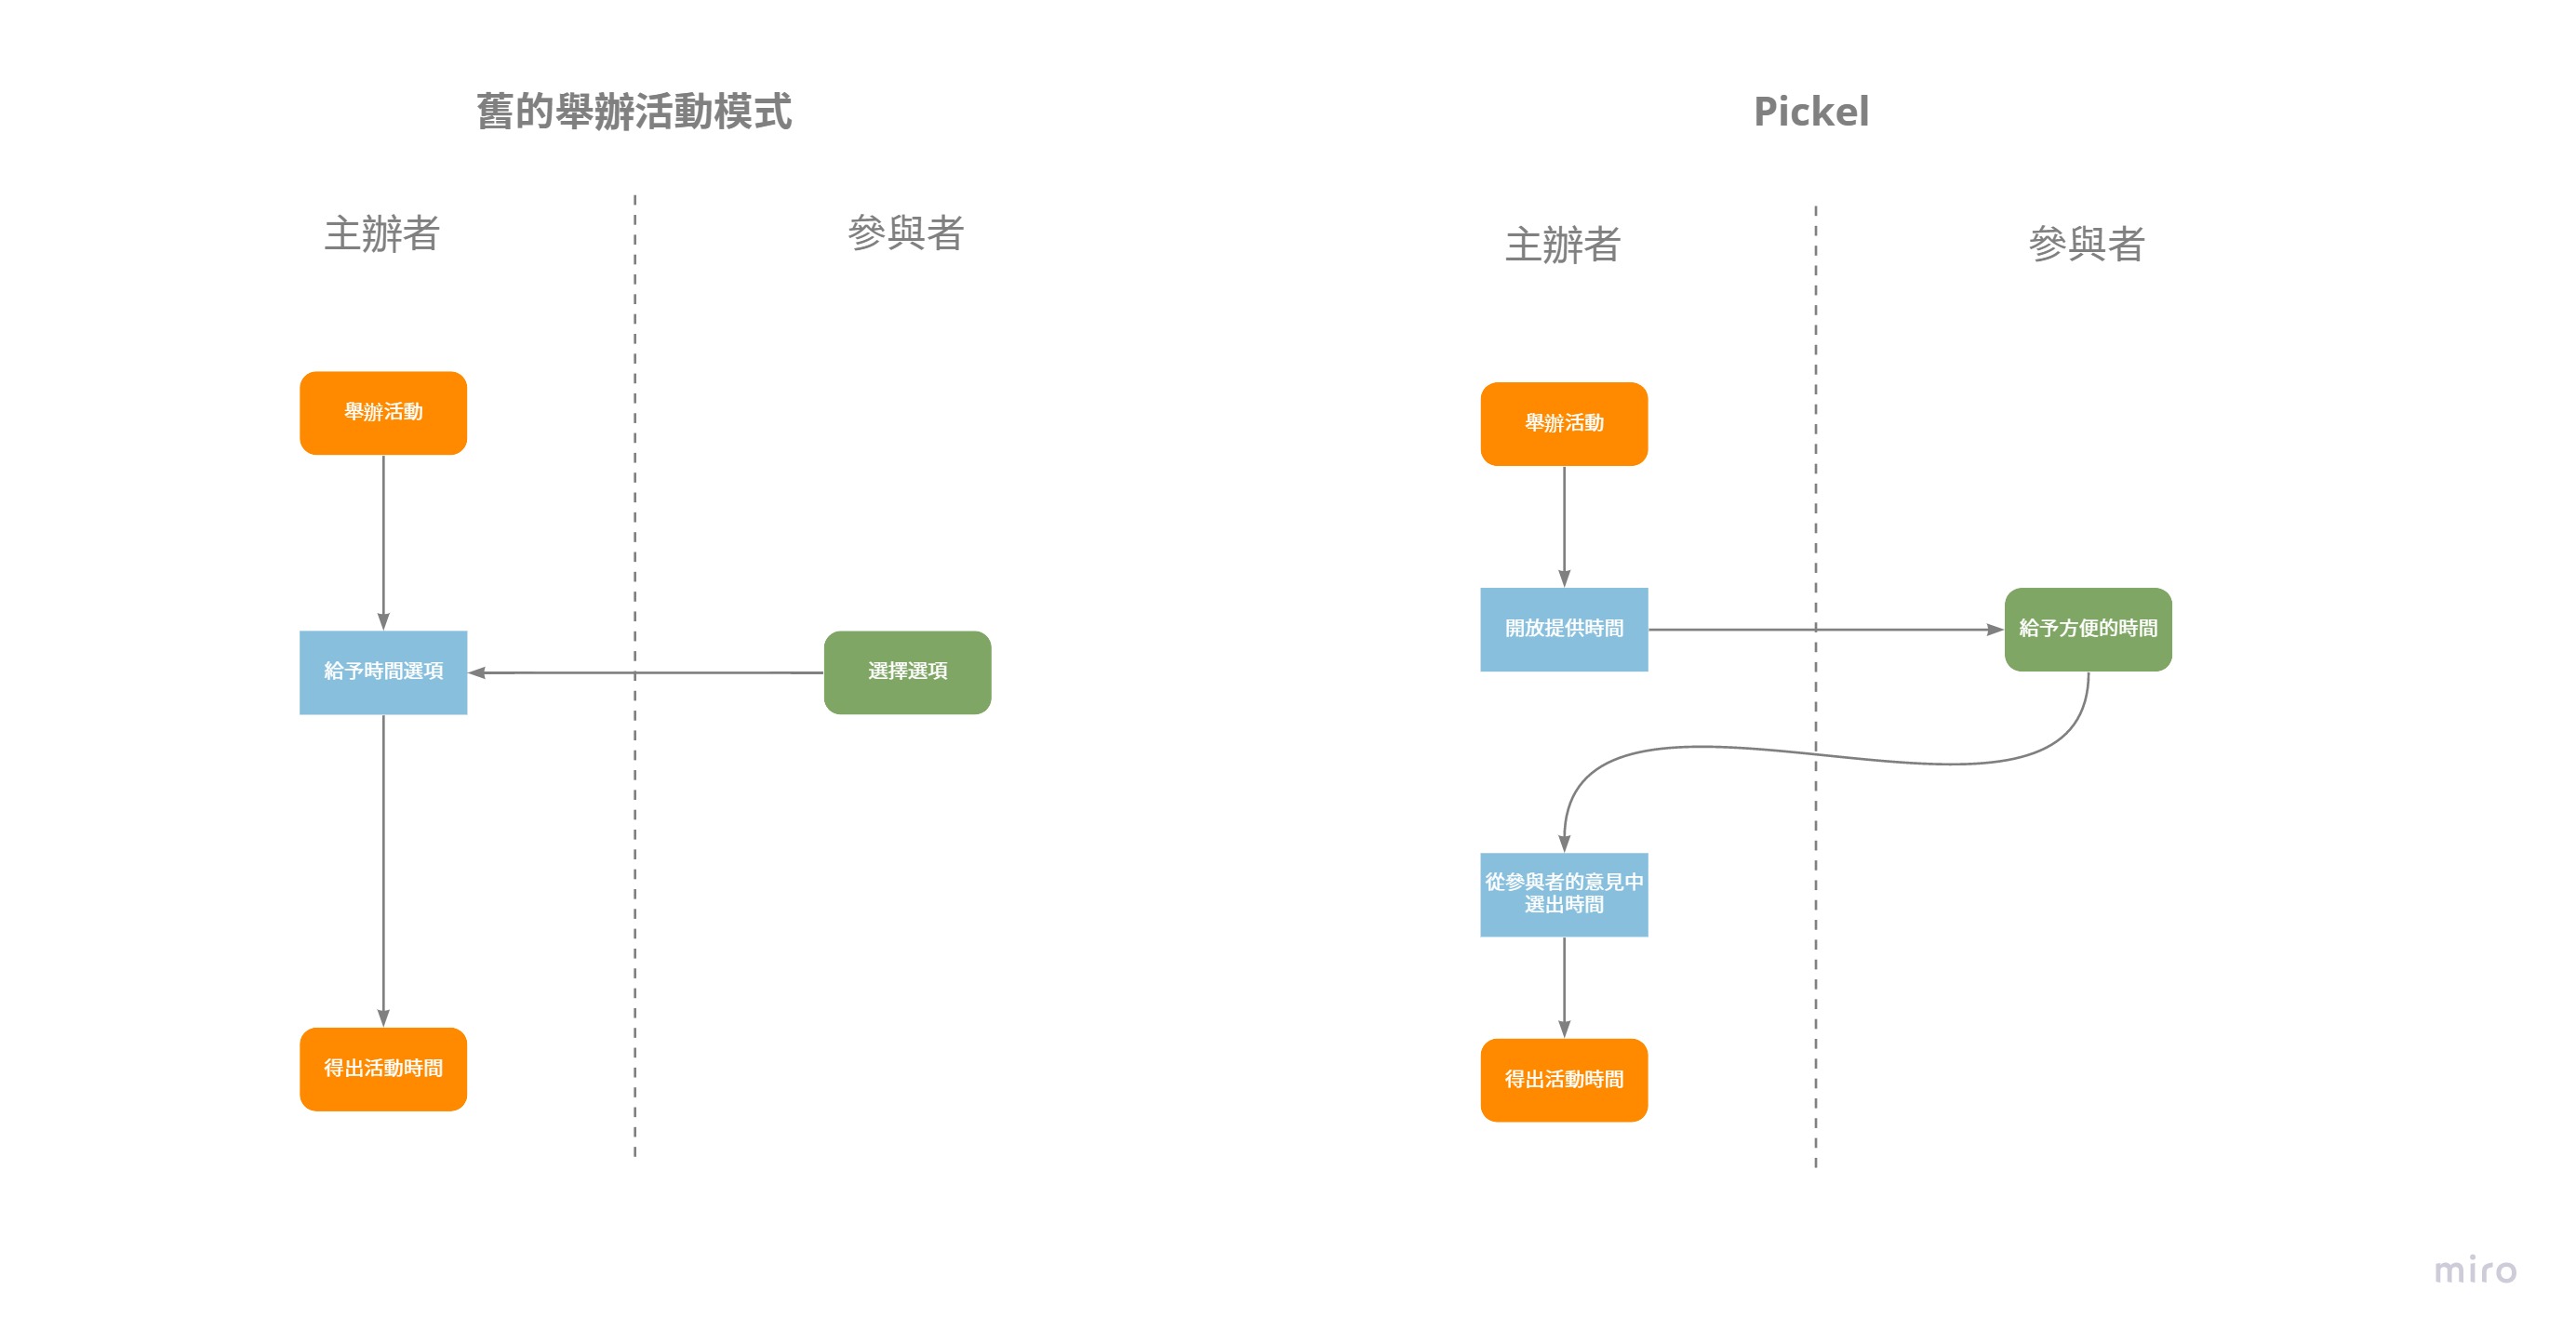 舊的舉辦活動模式
主辦者
參與者
舉辦活動
給予時間選項
選擇選項
得出活動時間
Pickel
主辦者
參與者
舉辦活動
開放提供時間
給予方便的時間
從參與者的意見中
選出時間
得出活動時間
miro